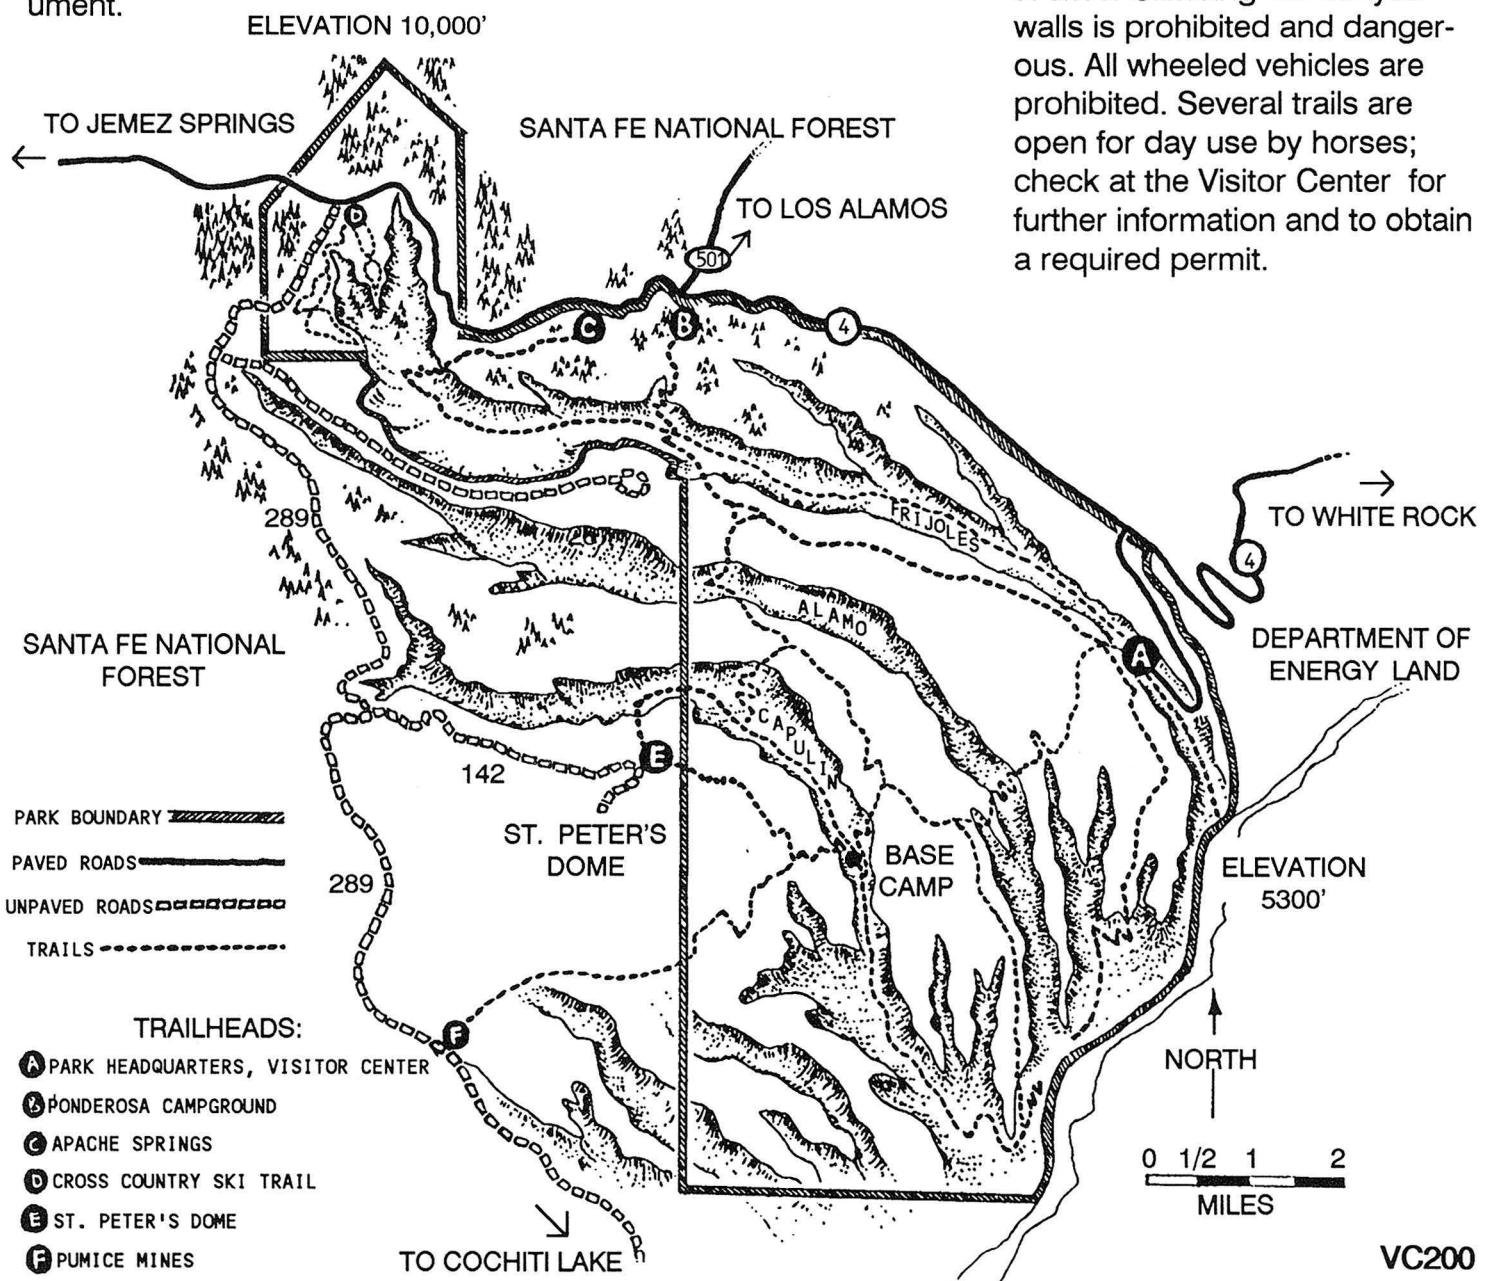 ument.
walls is prohibited and danger-
ous. All wheeled vehicles are
prohibited. Several trails are
open for day use by horses;
check at the Visitor Center for
further information and to obtain
a required permit.
ELEVATION 10,000'
TO JEMEZ SPRINGS
SANTA FE NATIONAL FOREST
TO LOS ALAMOS
501
D
C
B
4
FRIJOLES
TO WHITE ROCK
4
289
ALAMO
SANTA FE NATIONAL
FOREST
DEPARTMENT OF
ENERGY LAND
A
CAPULIN
E
142
ST. PETER'S
DOME
BASE
CAMP
ELEVATION
5300'
289
PARK BOUNDARY
PAVED ROADS
UNPAVED ROADS
TRAILS
F
TRAILHEADS:
A PARK HEADQUARTERS, VISITOR CENTER
B PONDEROSA CAMPGROUND
C APACHE SPRINGS
D CROSS COUNTRY SKI TRAIL
E ST. PETER'S DOME
F PUMICE MINES
NORTH
0 1/2 1 2
MILES
TO COCHITI LAKE
VC200